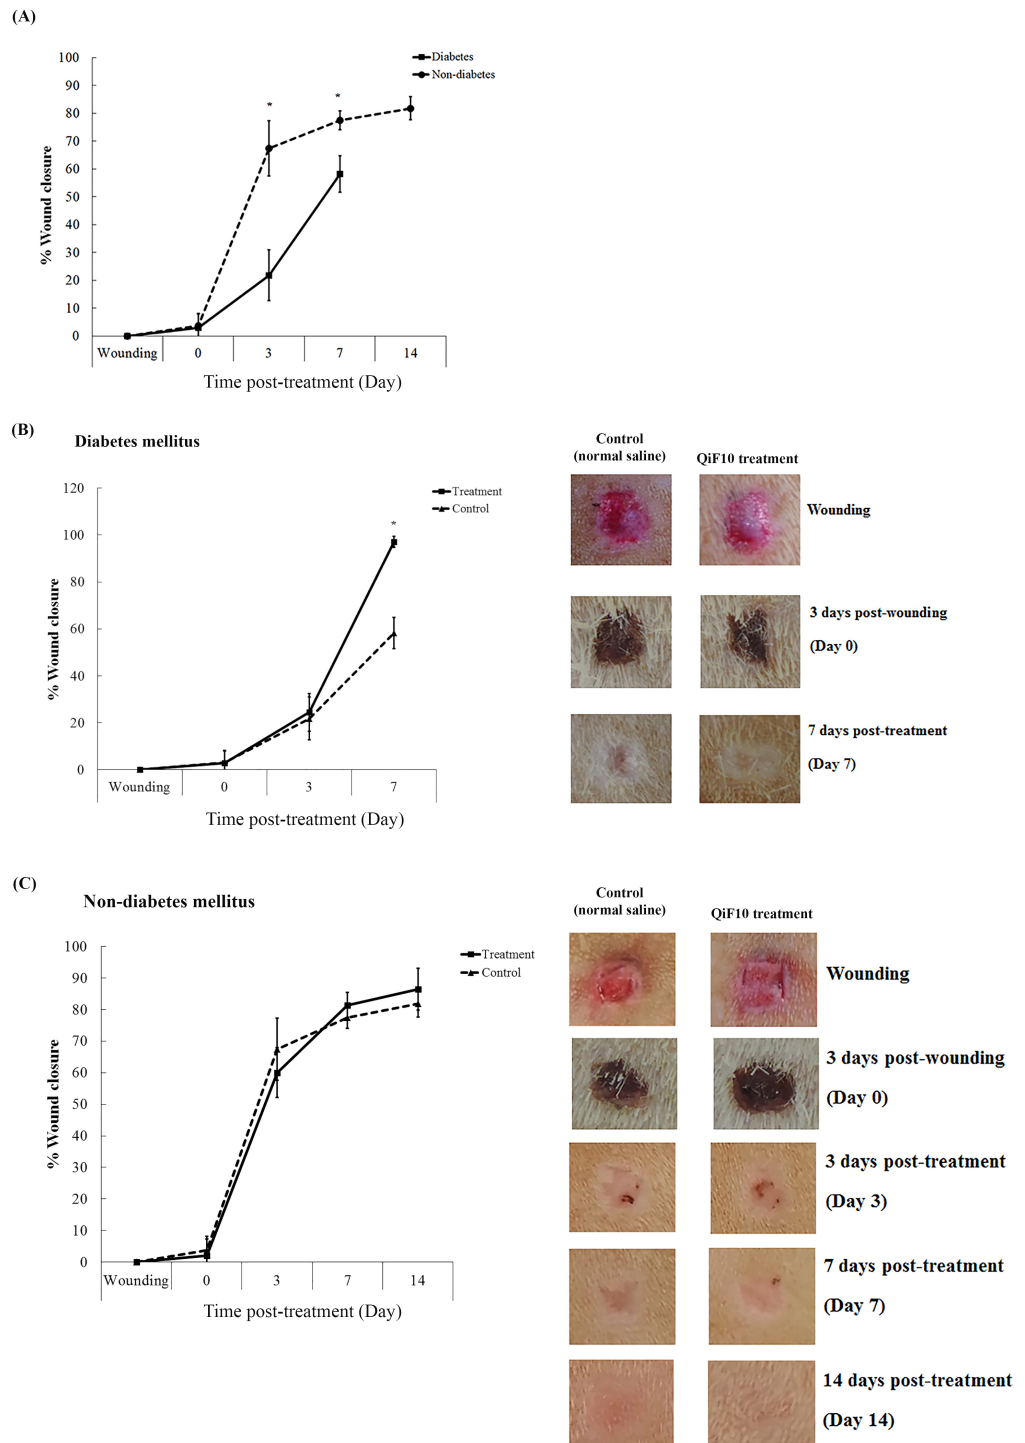 (A)
100
90
80
70
60
50
40
30
20
10
0
% Wound closure
Diabetes
Non-diabetes
*
*
Wounding 0 3 7 14
Time post-treatment (Day)
(B)
Diabetes mellitus
120
100
80
60
40
20
0
% Wound closure
Treatment
Control
*
Wounding 0 3 7
Time post-treatment (Day)
Control
(normal saline)
QiF10 treatment
Wounding
3 days post-wounding
(Day 0)
7 days post-treatment
(Day 7)
(C)
Non-diabetes mellitus
100
90
80
70
60
50
40
30
20
10
0
% Wound closure
Treatment
Control
Wounding 0 3 7 14
Time post-treatment (Day)
Control
(normal saline)
QiF10 treatment
Wounding
3 days post-wounding
(Day 0)
3 days post-treatment
(Day 3)
7 days post-treatment
(Day 7)
14 days post-treatment
(Day 14)